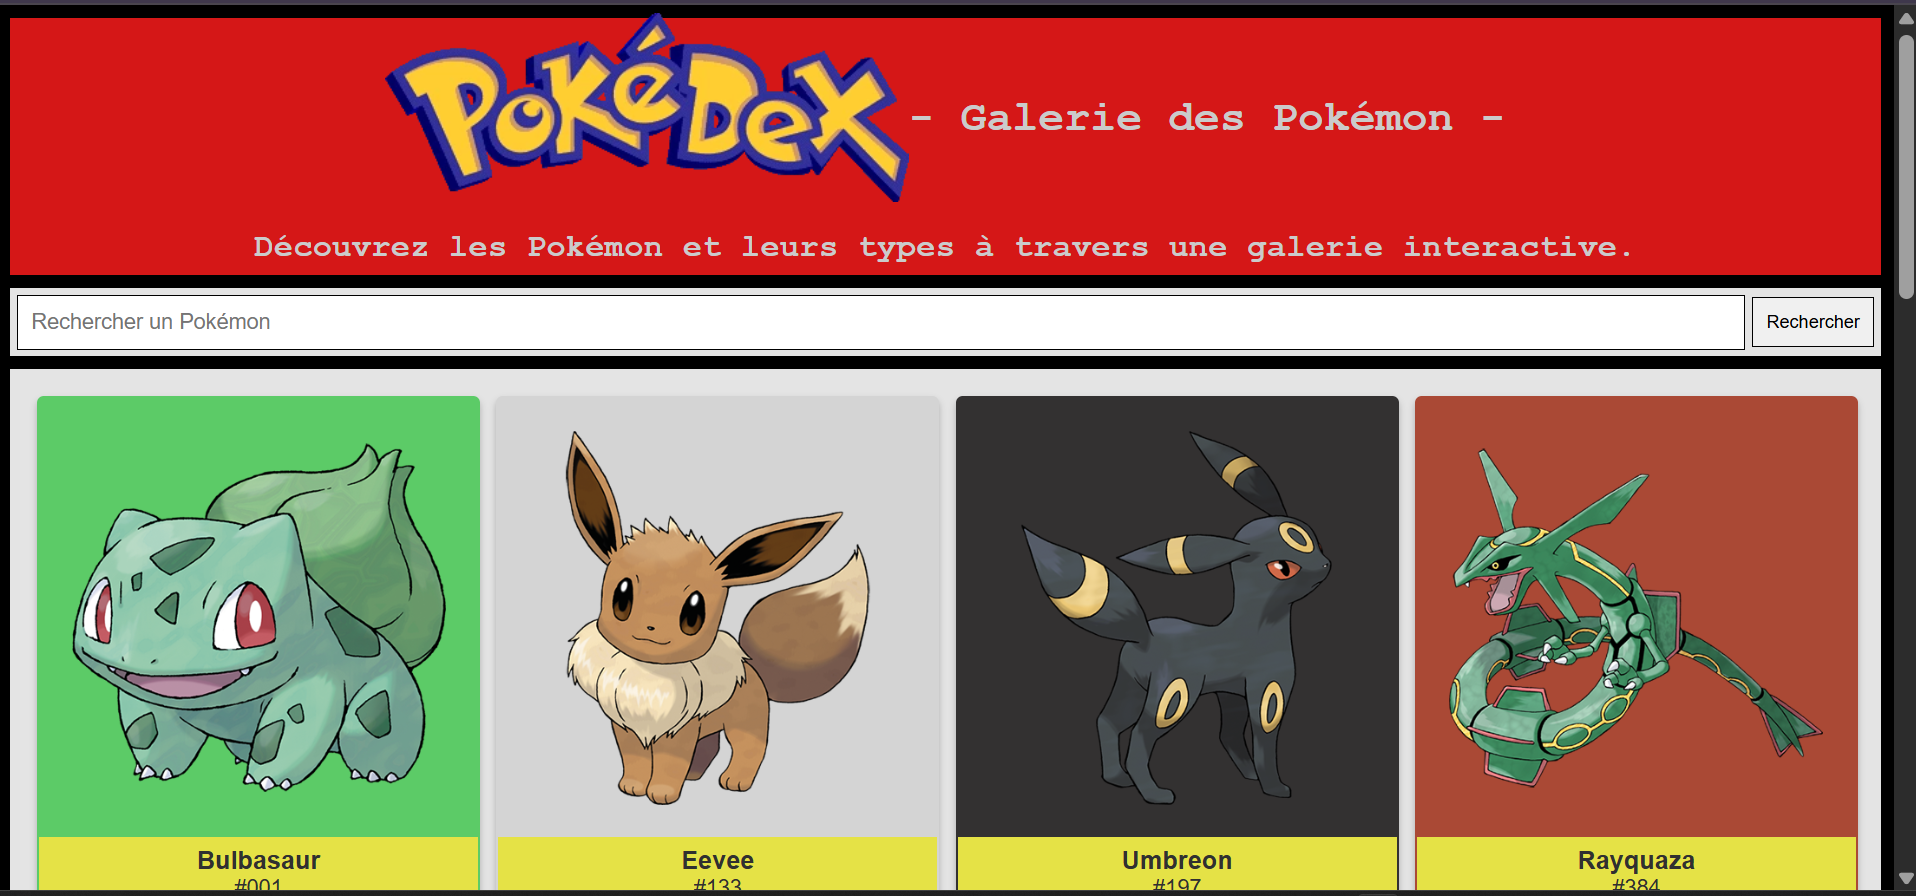 PoKéDex - Galerie des Pokémon -
Découvrez les Pokémon et leurs types à travers une galerie interactive.
Rechercher un Pokémon Rechercher
Bulbasaur Eevee Umbreon Rayquaza
#001 #133 #197 #384